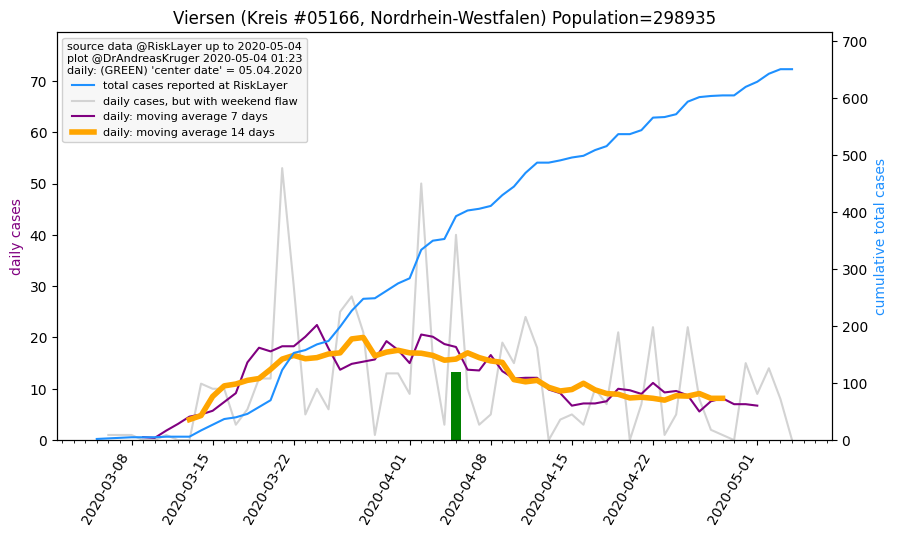 Viersen (Kreis #05166, Nordrhein-Westfalen) Population=298935
source data @RiskLayer up to 2020-05-04
plot @DrAndreasKruger 2020-05-04 01:23
daily: (GREEN) 'center date' = 05.04.2020
total cases reported at RiskLayer
daily cases, but with weekend flaw
daily: moving average 7 days
daily: moving average 14 days
daily cases
70
60
50
40
30
20
10
0
cumulative total cases
700
600
500
400
300
200
100
0
2020-03-08
2020-03-15
2020-03-22
2020-04-01
2020-04-08
2020-04-15
2020-04-22
2020-05-01